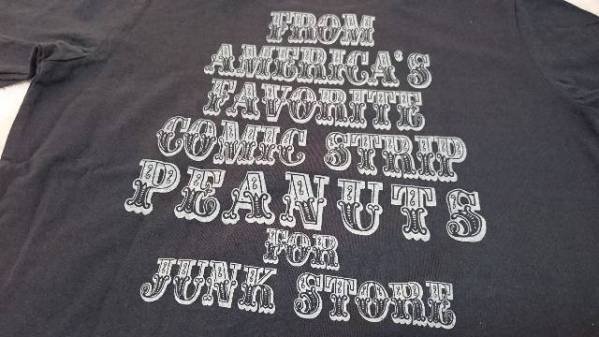 FROM
AMERICA'S
FAVORITE
COMIC STRIP
PEANUTS
FOR
JUNK STORE